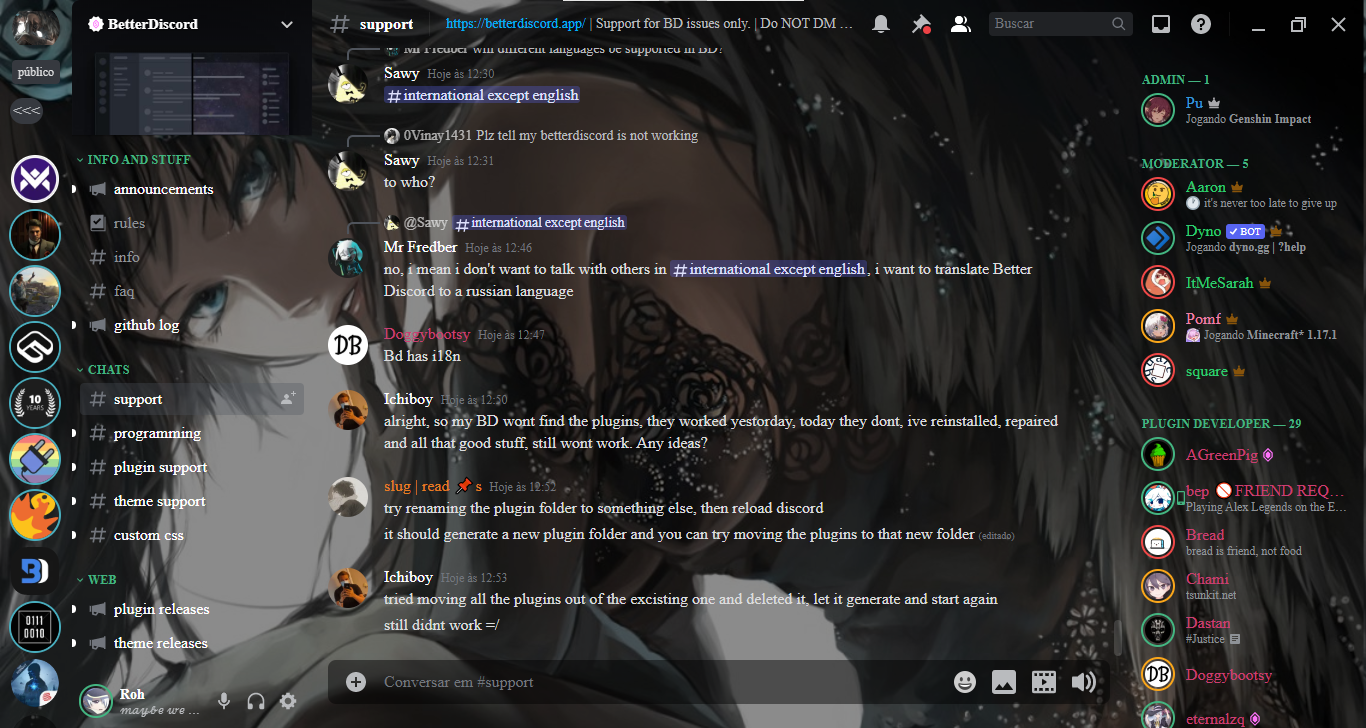 público
<<<
BetterDiscord
INFO AND STUFF
announcements
rules
info
faq
github log
CHATS
support
programming
plugin support
theme support
custom css
WEB
plugin releases
theme releases
10
YEARS
0111
0010
Roh
maybe we ...
support
https://betterdiscord.app/ | Support for BD issues only. | Do NOT DM ...
Buscar
Mr Fredber will different languages be supported in BD?
Sawy Hoje às 12:30
#international except english
0Vinay1431 Plz tell my betterdiscord is not working
Sawy Hoje às 12:31
to who?
@Sawy #international except english
Mr Fredber Hoje às 12:46
no, i mean i don't want to talk with others in #international except english, i want to translate Better
Discord to a russian language
DB
Doggybootsy Hoje às 12:47
Bd has i18n
Ichiboy Hoje às 12:50
alright, so my BD wont find the plugins, they worked yestorday, today they dont, ive reinstalled, repaired
and all that good stuff, still wont work. Any ideas?
slug | read 📌 s Hoje às 12:52
try renaming the plugin folder to something else, then reload discord
it should generate a new plugin folder and you can try moving the plugins to that new folder (editado)
Ichiboy Hoje às 12:53
tried moving all the plugins out of the excisting one and deleted it, let it generate and start again
still didnt work =/
Conversar em #support
ADMIN — 1
Pu
Jogando Genshin Impact
MODERATOR — 5
Aaron
it's never too late to give up
Dyno BOT
Jogando dyno.gg | ?help
ItMeSarah
Pomf
Jogando Minecraft* 1.17.1
square
PLUGIN DEVELOPER — 29
AGreenPig
bep 🚫 FRIEND REQ...
Playing Alex Legends on the E...
Bread
bread is friend, not food
Chami
tsunkit.net
Dastan
#Justice
DB
Doggybootsy
eternalzq